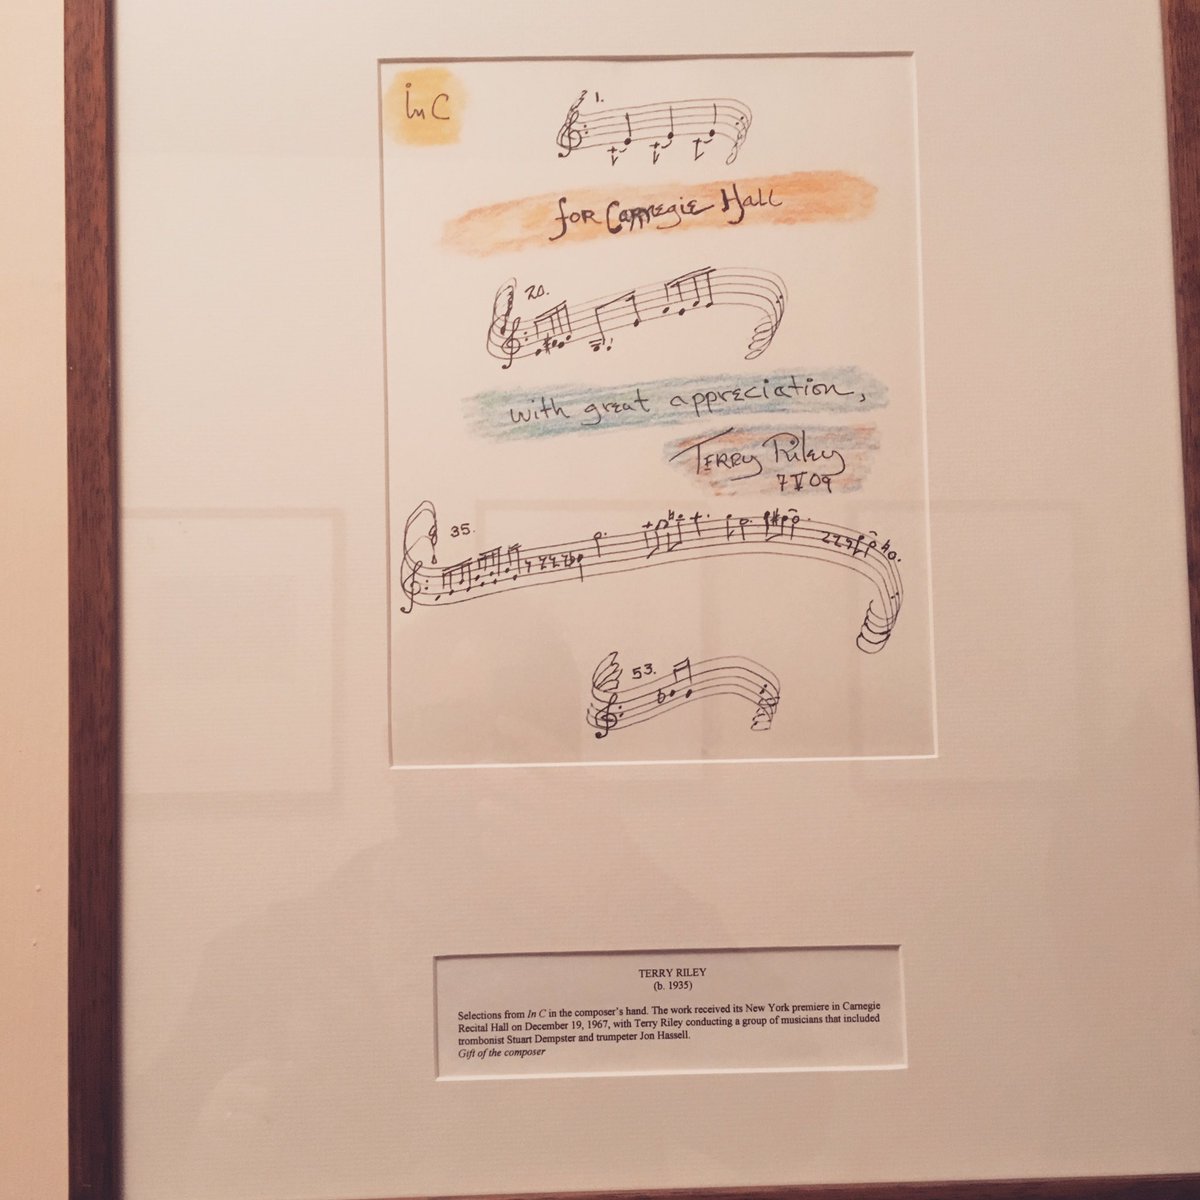 In C
1.
for Carnegie Hall
20.
with great appreciation,
Terry Riley
7 V 09
35.
53.
TERRY RILEY
(b. 1935)
Selections from In C in the composer's hand. The work received its New York premiere in Carnegie
Recital Hall on December 19, 1967, with Terry Riley conducting a group of musicians that included
trombonist Stuart Dempster and trumpeter Jon Hassell.
Gift of the composer